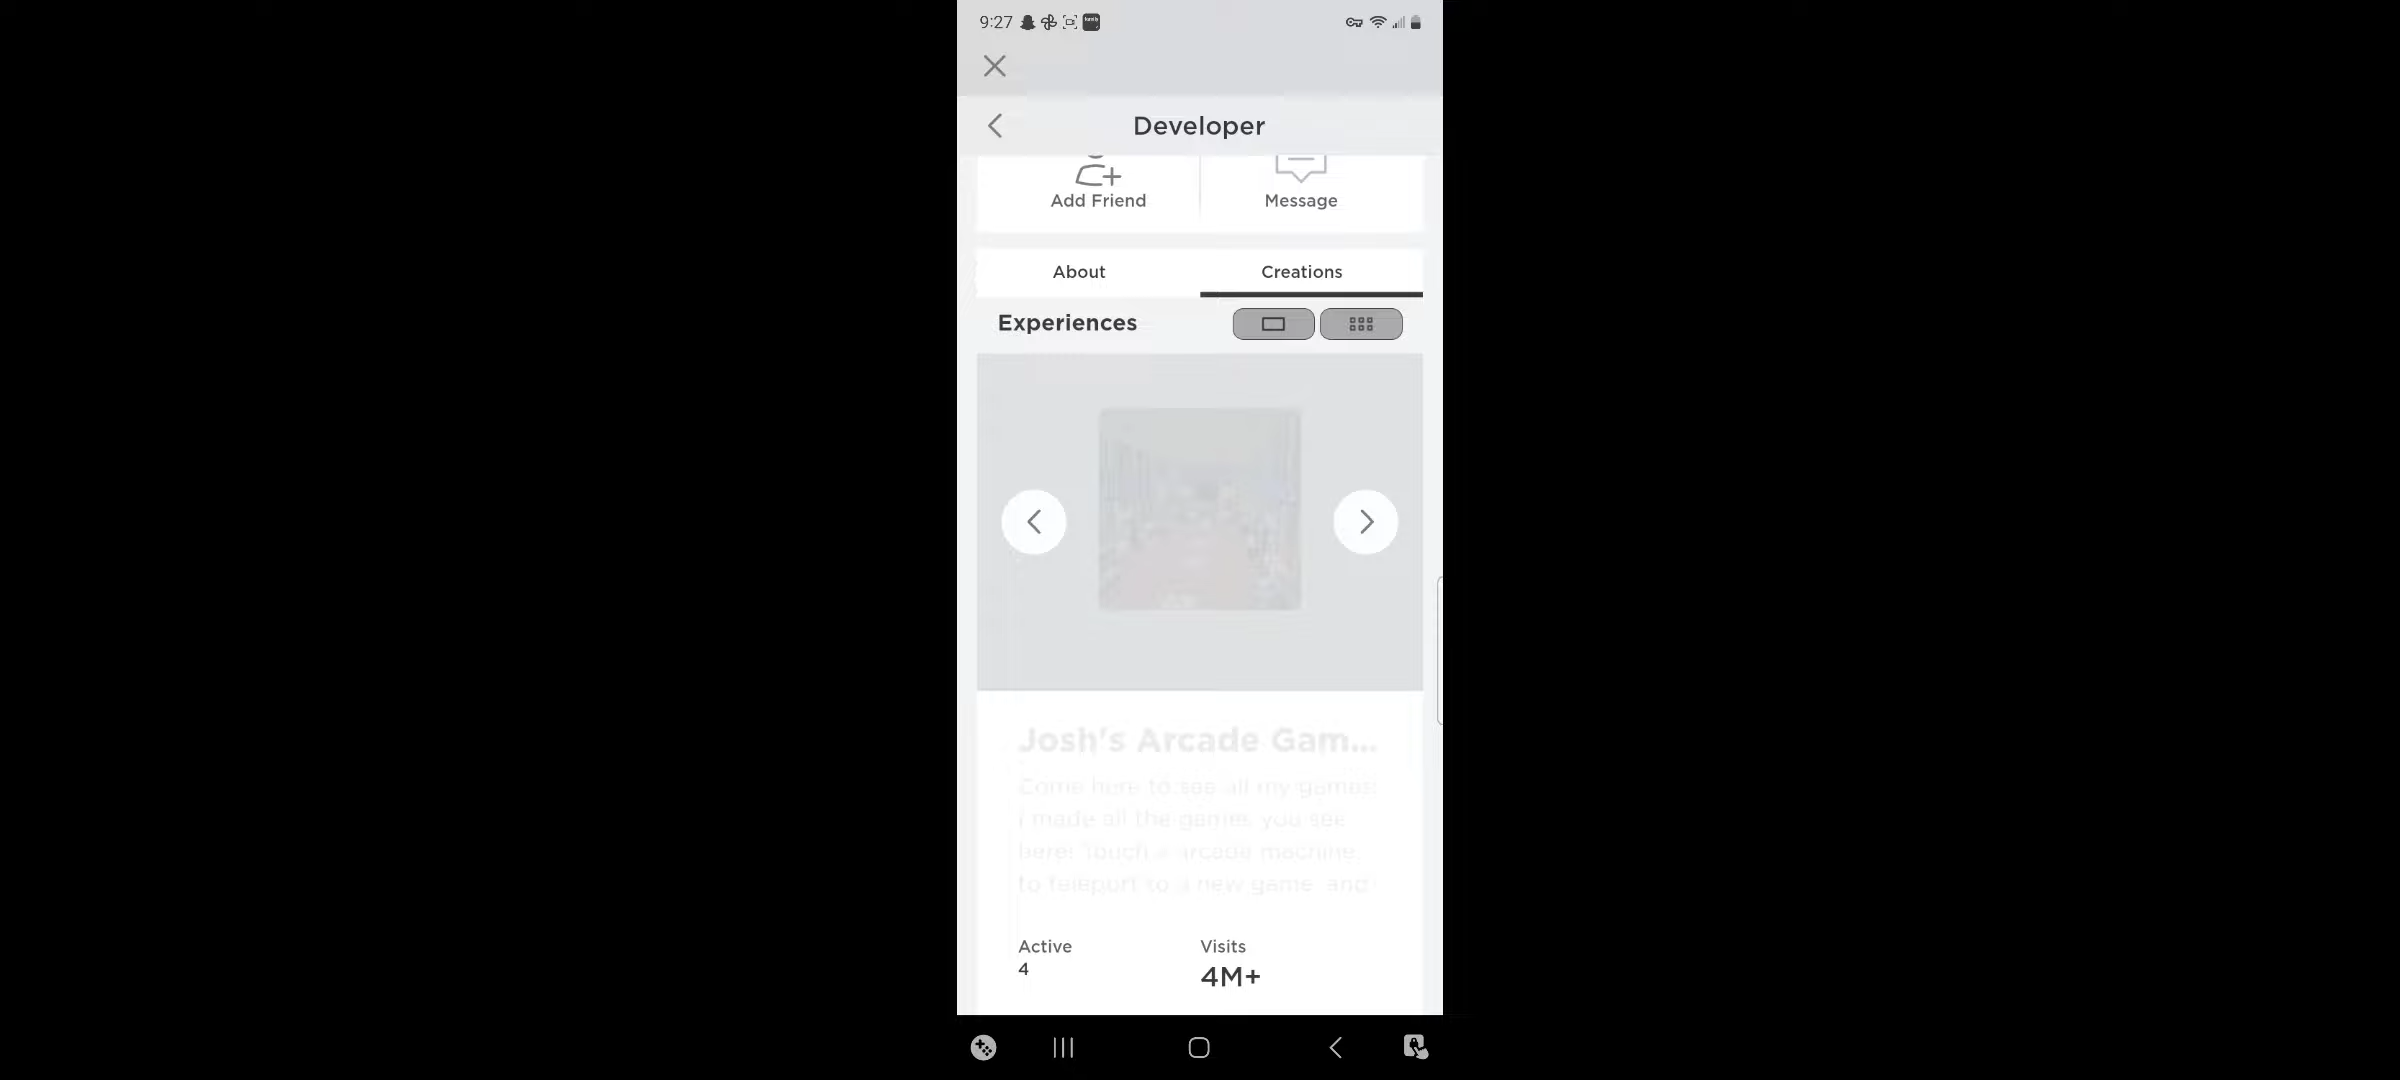 9:27
Developer
Add Friend
Message
About
Creations
Experiences
Josh's Arcade Gam...
Come here to see all my games!
I made all the games you see
here! Touch a arcade machine
to teleport to a new game, and
Active
Visits
4
4M+